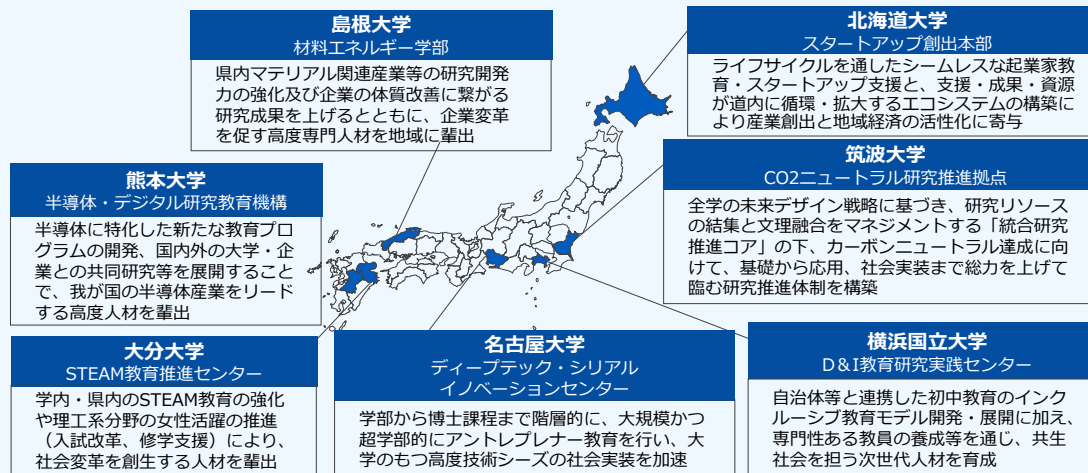 島根大学
材料エネルギー学部
県内マテリアル関連産業等の研究開発
力の強化及び企業の体質改善に繋がる
研究成果を上げるとともに、企業変革
を促す高度専門人材を地域に輩出
北海道大学
スタートアップ創出本部
ライフサイクルを通したシームレスな起業家教
育・スタートアップ支援と、支援・成果・資源
が道内に循環・拡大するエコシステムの構築に
より産業創出と地域経済の活性化に寄与
熊本大学
半導体・デジタル研究教育機構
半導体に特化した新たな教育プロ
グラムの開発、国内外の大学・企
業との共同研究等を展開すること
で、我が国の半導体産業をリード
する高度人材を輩出
筑波大学
CO2ニュートラル研究推進拠点
全学の未来デザイン戦略に基づき、研究リソース
の結集と文理融合をマネジメントする「統合研究
推進コア」の下、カーボンニュートラル達成に向
けて、基礎から応用、社会実装まで総力を上げて
臨む研究推進体制を構築
大分大学
STEAM教育推進センター
学内・県内のSTEAM教育の強化
や理工系分野の女性活躍の推進
（入試改革、修学支援）により、
社会変革を創生する人材を輩出
名古屋大学
ディープテック・シリアル
イノベーションセンター
学部から博士課程まで階層的に、大規模かつ
超学部的にアントレプレナー教育を行い、大
学のもつ高度技術シーズの社会実装を加速
横浜国立大学
D&I教育研究実践センター
自治体等と連携した初中教育のインク
ルーシブ教育モデル開発・展開に加え、
専門性ある教員の養成等を通じ、共生
社会を担う次世代人材を育成